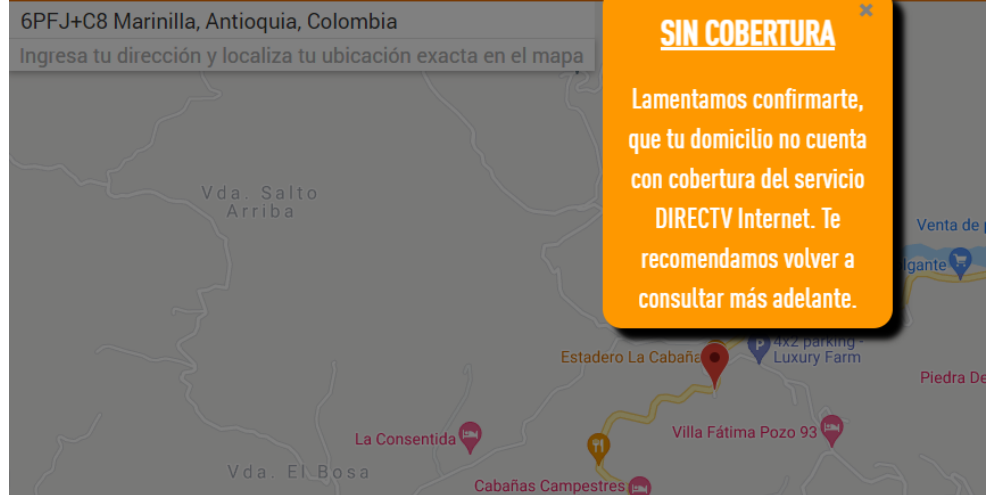 6PFJ+C8 Marinilla, Antioquia, Colombia
Ingresa tu dirección y localiza tu ubicación exacta en el mapa
×
SIN COBERTURA
Lamentamos confirmarte,
que tu domicilio no cuenta
con cobertura del servicio
DIRECTV Internet. Te
recomendamos volver a
consultar más adelante.
Vda. Salto
Arriba
Venta de
Estadero La Cabaña
P
4x2 parking -
Luxury Farm
Piedra De
Villa Fátima Pozo 93
La Consentida
Vda. El Bosa
Cabañas Campestres